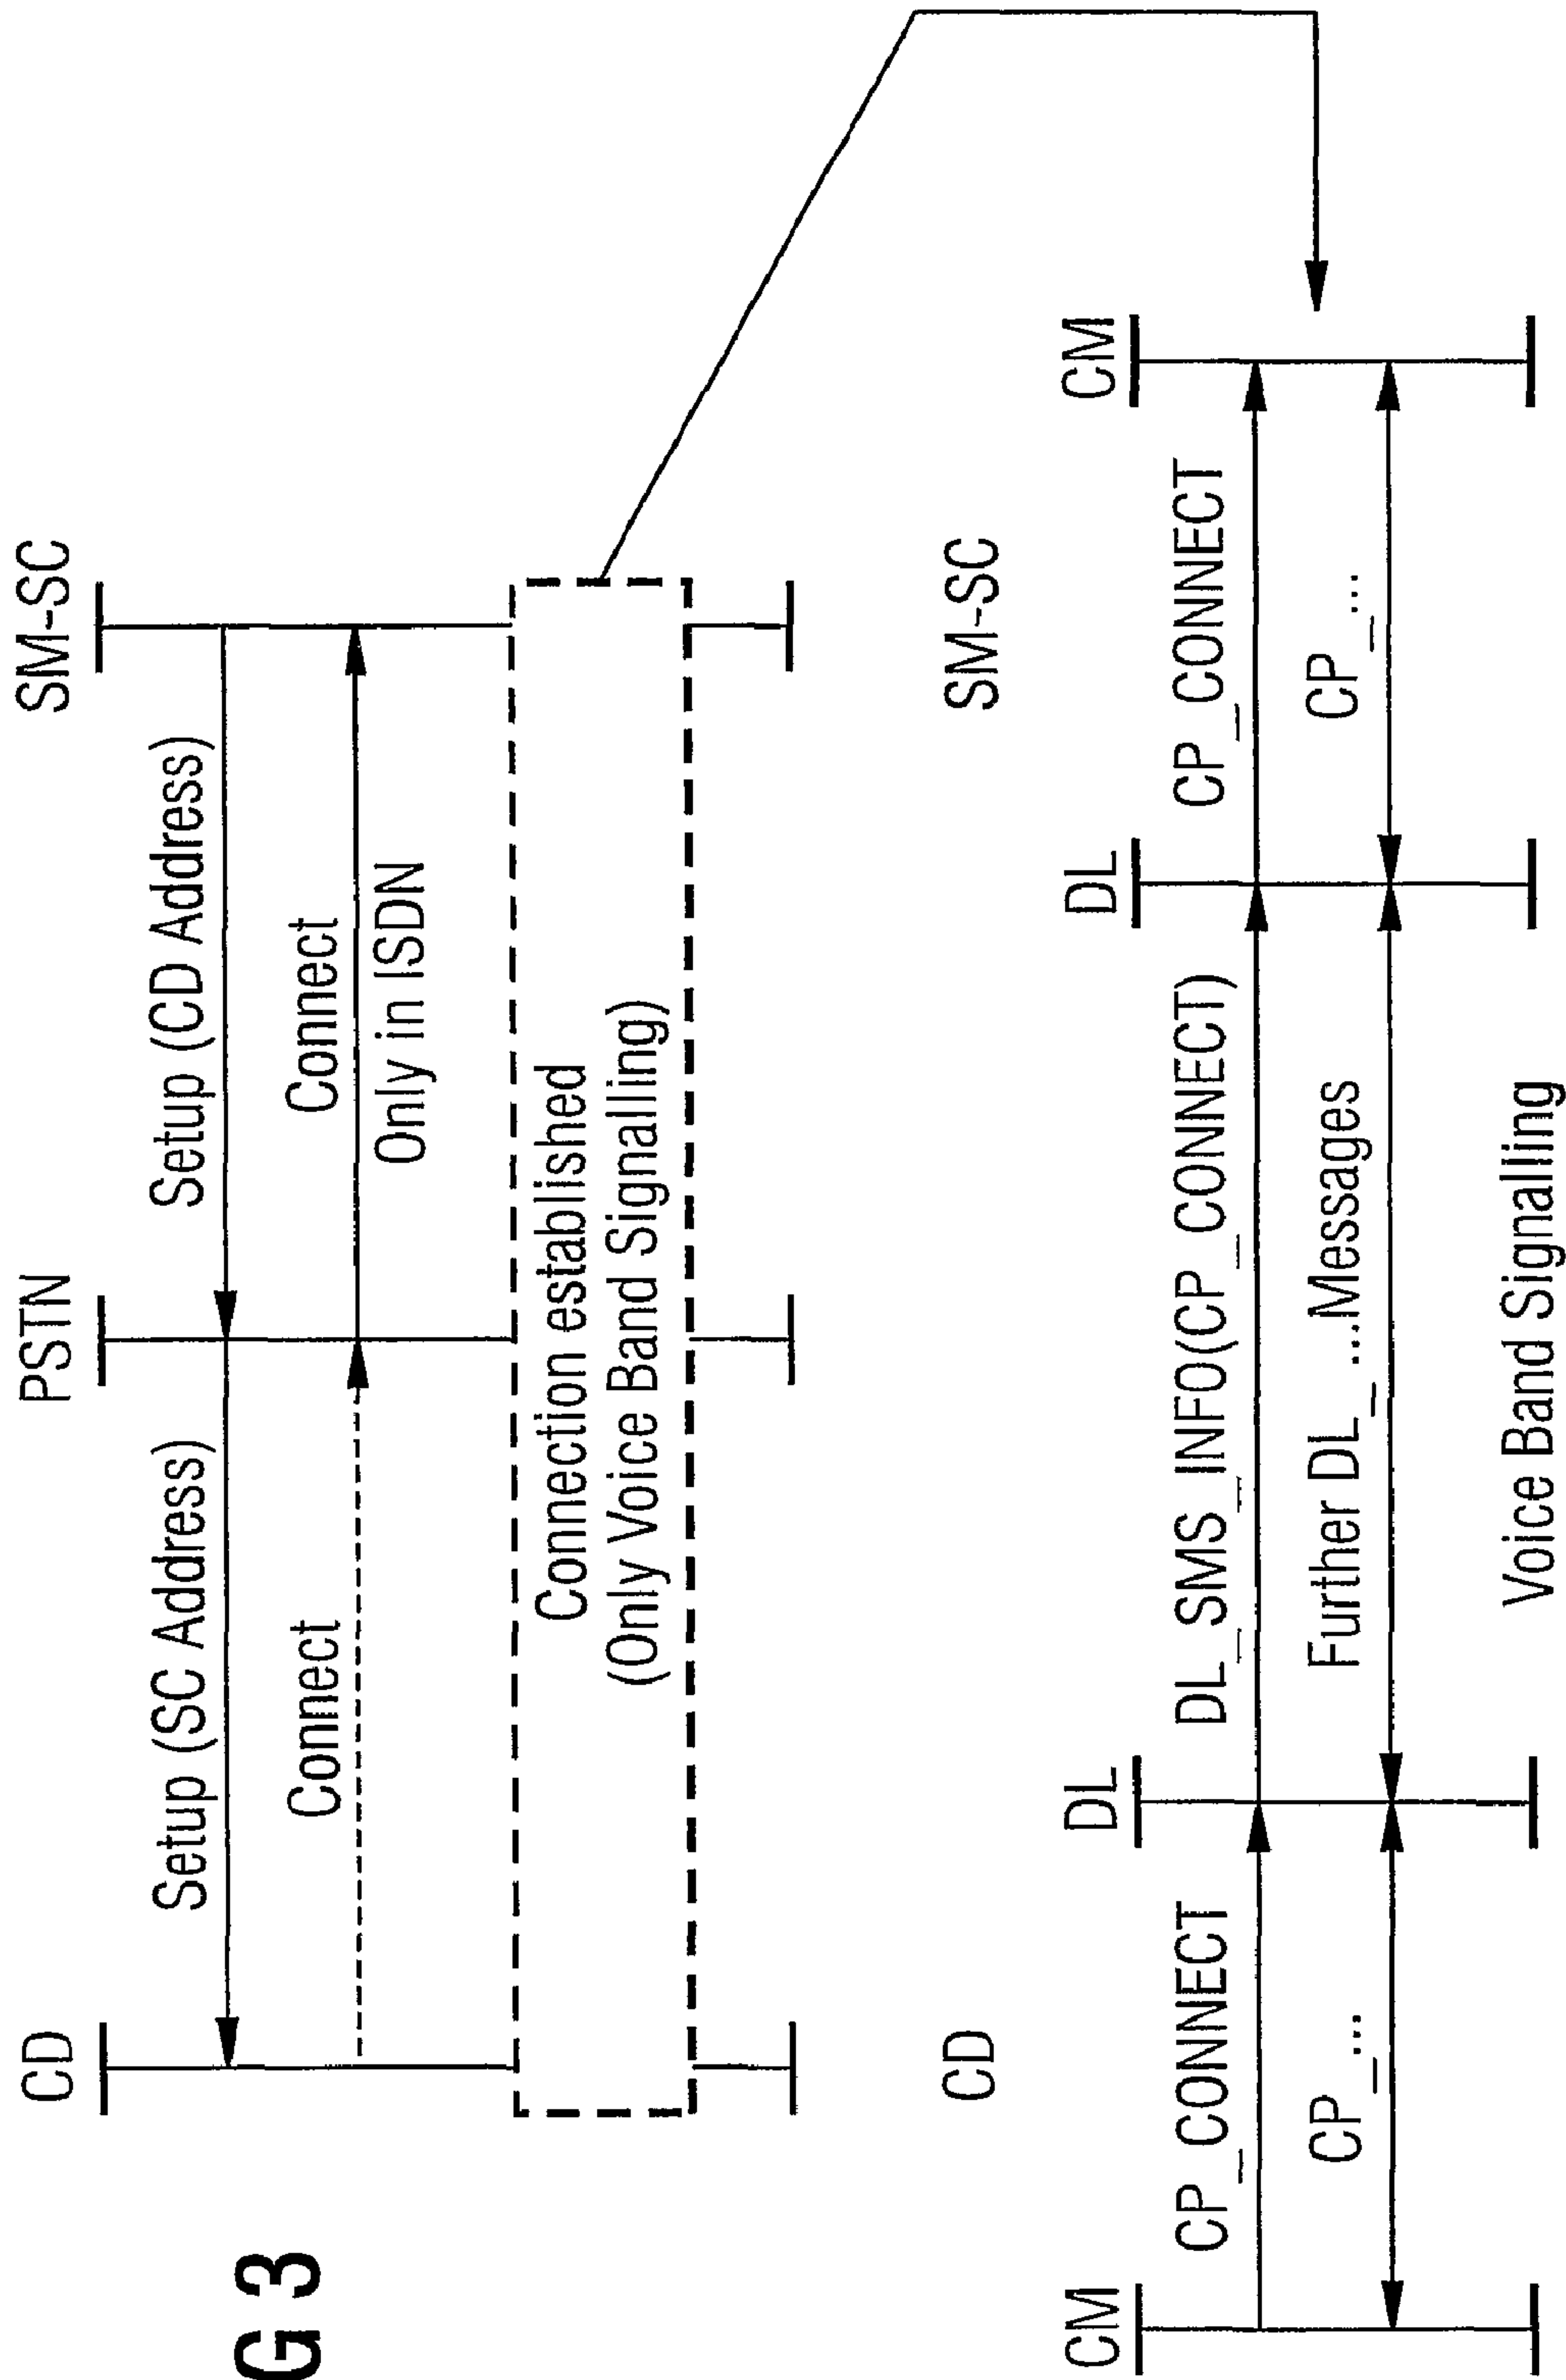 G 3
CD
PSTN
SM-SC
Setup (SC Address)
Setup (CD Address)
Connect
Connect
Only in ISDN
Connection established
(Only Voice Band Signalling)
CD
SM-SC
CM
DL
DL
CM
CP_CONNECT
DL_SMS_INFO(CP_CONNECT)
CP_CONNECT
CP_...
Further DL_...Messages
CP_...
Voice Band Signalling